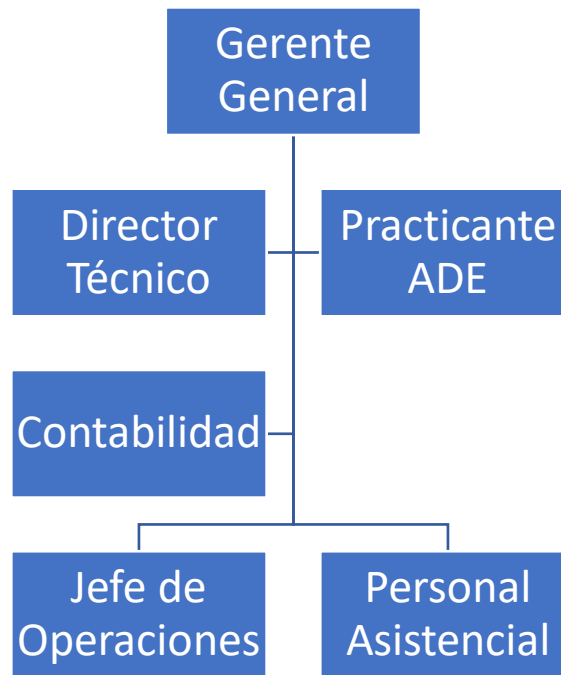 Gerente
General
Director
Técnico
Practicante
ADE
Contabilidad
Jefe de
Operaciones
Personal
Asistencial